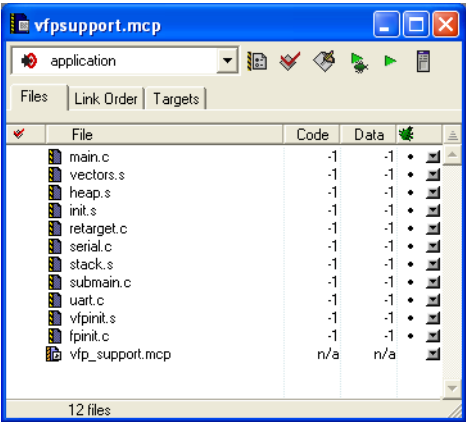 vfpsupport.mcp
application
Files Link Order Targets
File Code Data
main.c -1 -1
vectors.s -1 -1
heap.s -1 -1
init.s -1 -1
retarget.c -1 -1
serial.c -1 -1
stack.s -1 -1
submain.c -1 -1
uart.c -1 -1
vfpinit.s -1 -1
fpinit.c -1 -1
vfp_support.mcp n/a n/a
12 files